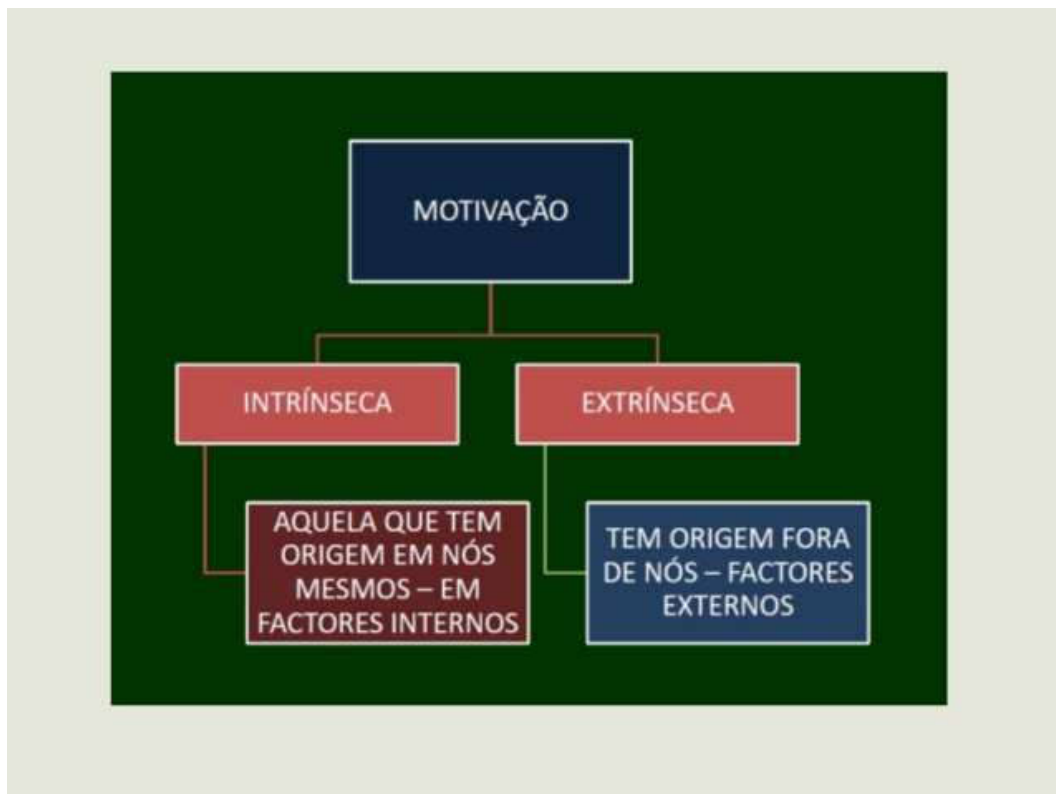 MOTIVAÇÃO
INTRÍNSECA
EXTRÍNSECA
AQUELA QUE TEM
ORIGEM EM NÓS
MESMOS – EM
FACTORES INTERNOS
TEM ORIGEM FORA
DE NÓS – FACTORES
EXTERNOS